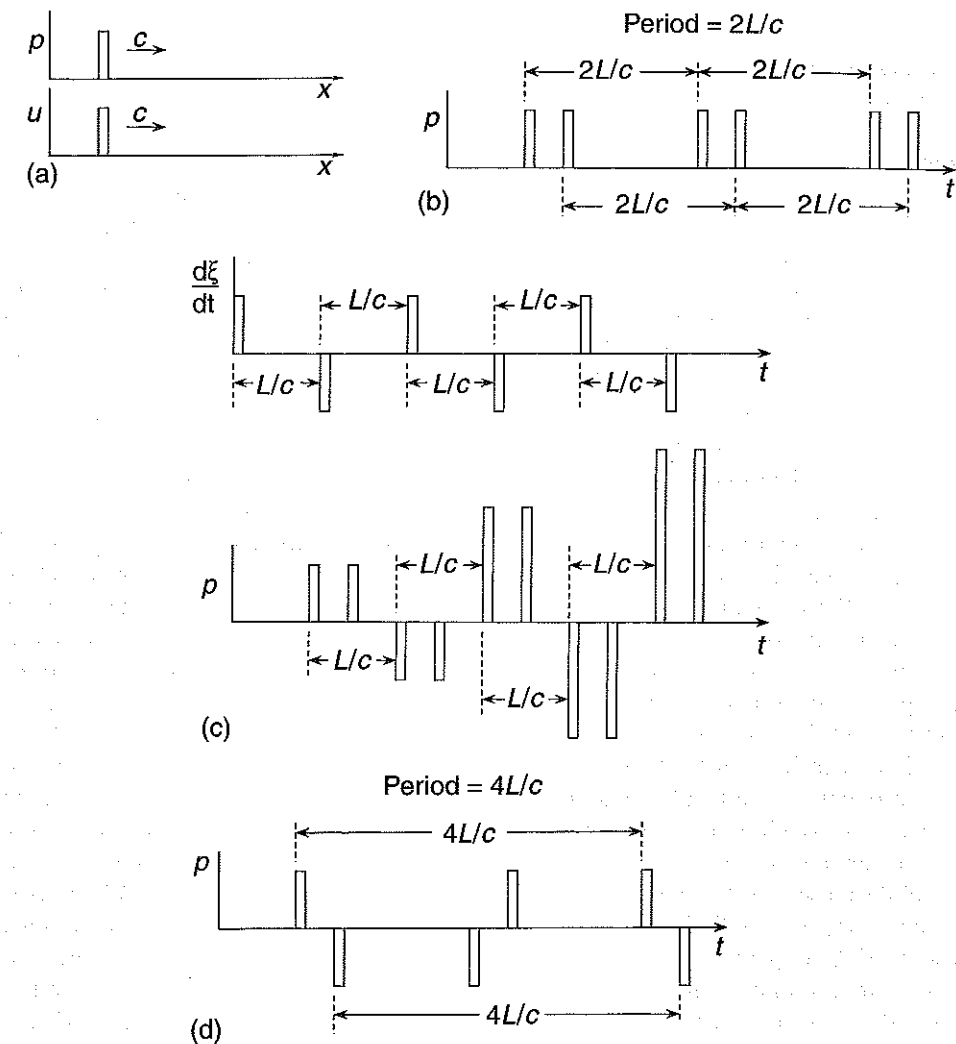 p
c
x
u
c
x
(a)
Period = 2L/c
2L/c 2L/c
p
t
2L/c 2L/c
(b)
dξ
dt
L/c L/c
t
L/c L/c L/c
p
L/c L/c
t
L/c
L/c
(c)
Period = 4L/c
4L/c
p
t
4L/c
(d)